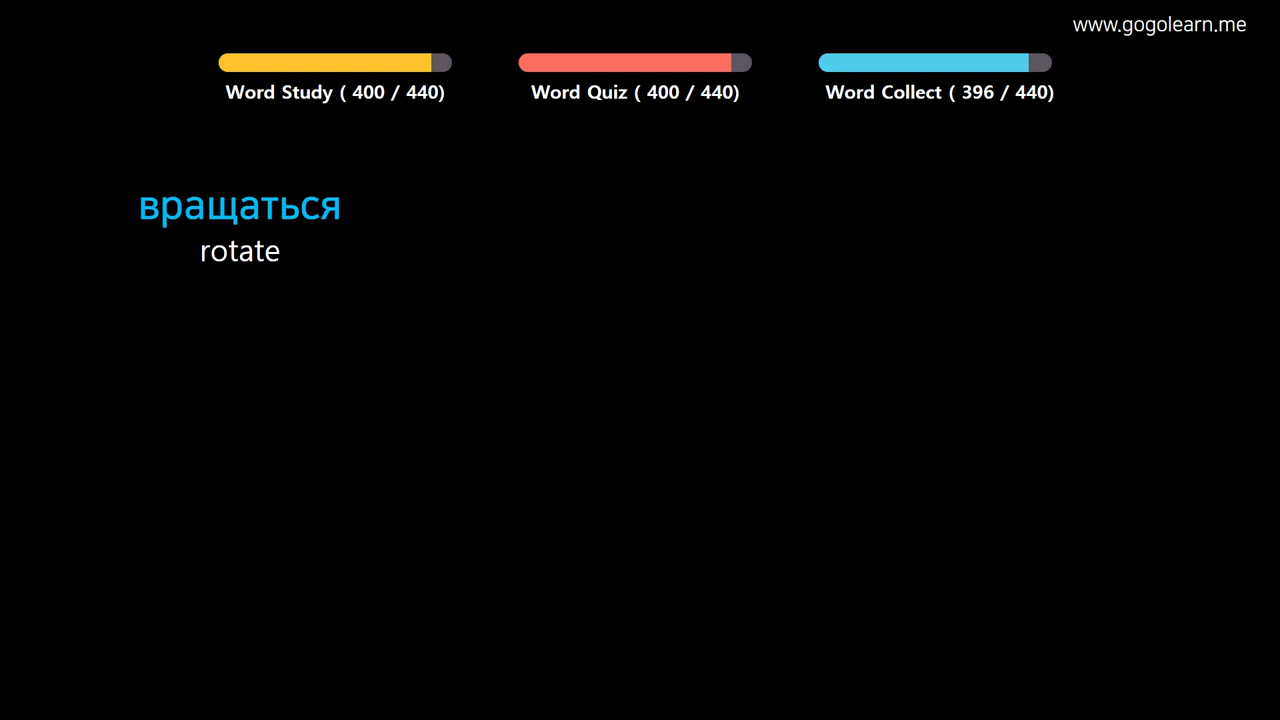 www.gogolearn.me
Word Study ( 400 / 440)
Word Quiz ( 400 / 440)
Word Collect ( 396 / 440)
вращаться
rotate